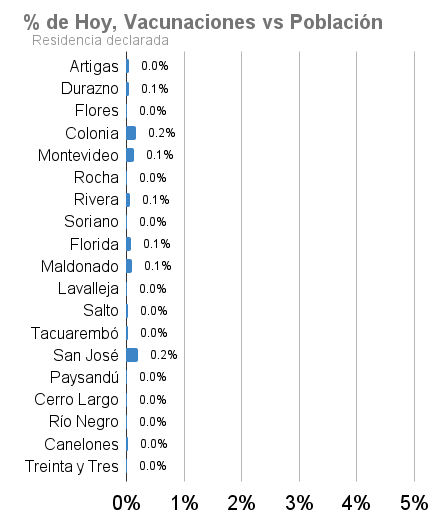 % de Hoy, Vacunaciones vs Población
Residencia declarada
Artigas 0.0%
Durazno 0.1%
Flores 0.0%
Colonia 0.2%
Montevideo 0.1%
Rocha 0.0%
Rivera 0.1%
Soriano 0.0%
Florida 0.1%
Maldonado 0.1%
Lavalleja 0.0%
Salto 0.0%
Tacuarembó 0.0%
San José 0.2%
Paysandú 0.0%
Cerro Largo 0.0%
Río Negro 0.0%
Canelones 0.0%
Treinta y Tres 0.0%
0% 1% 2% 3% 4% 5%